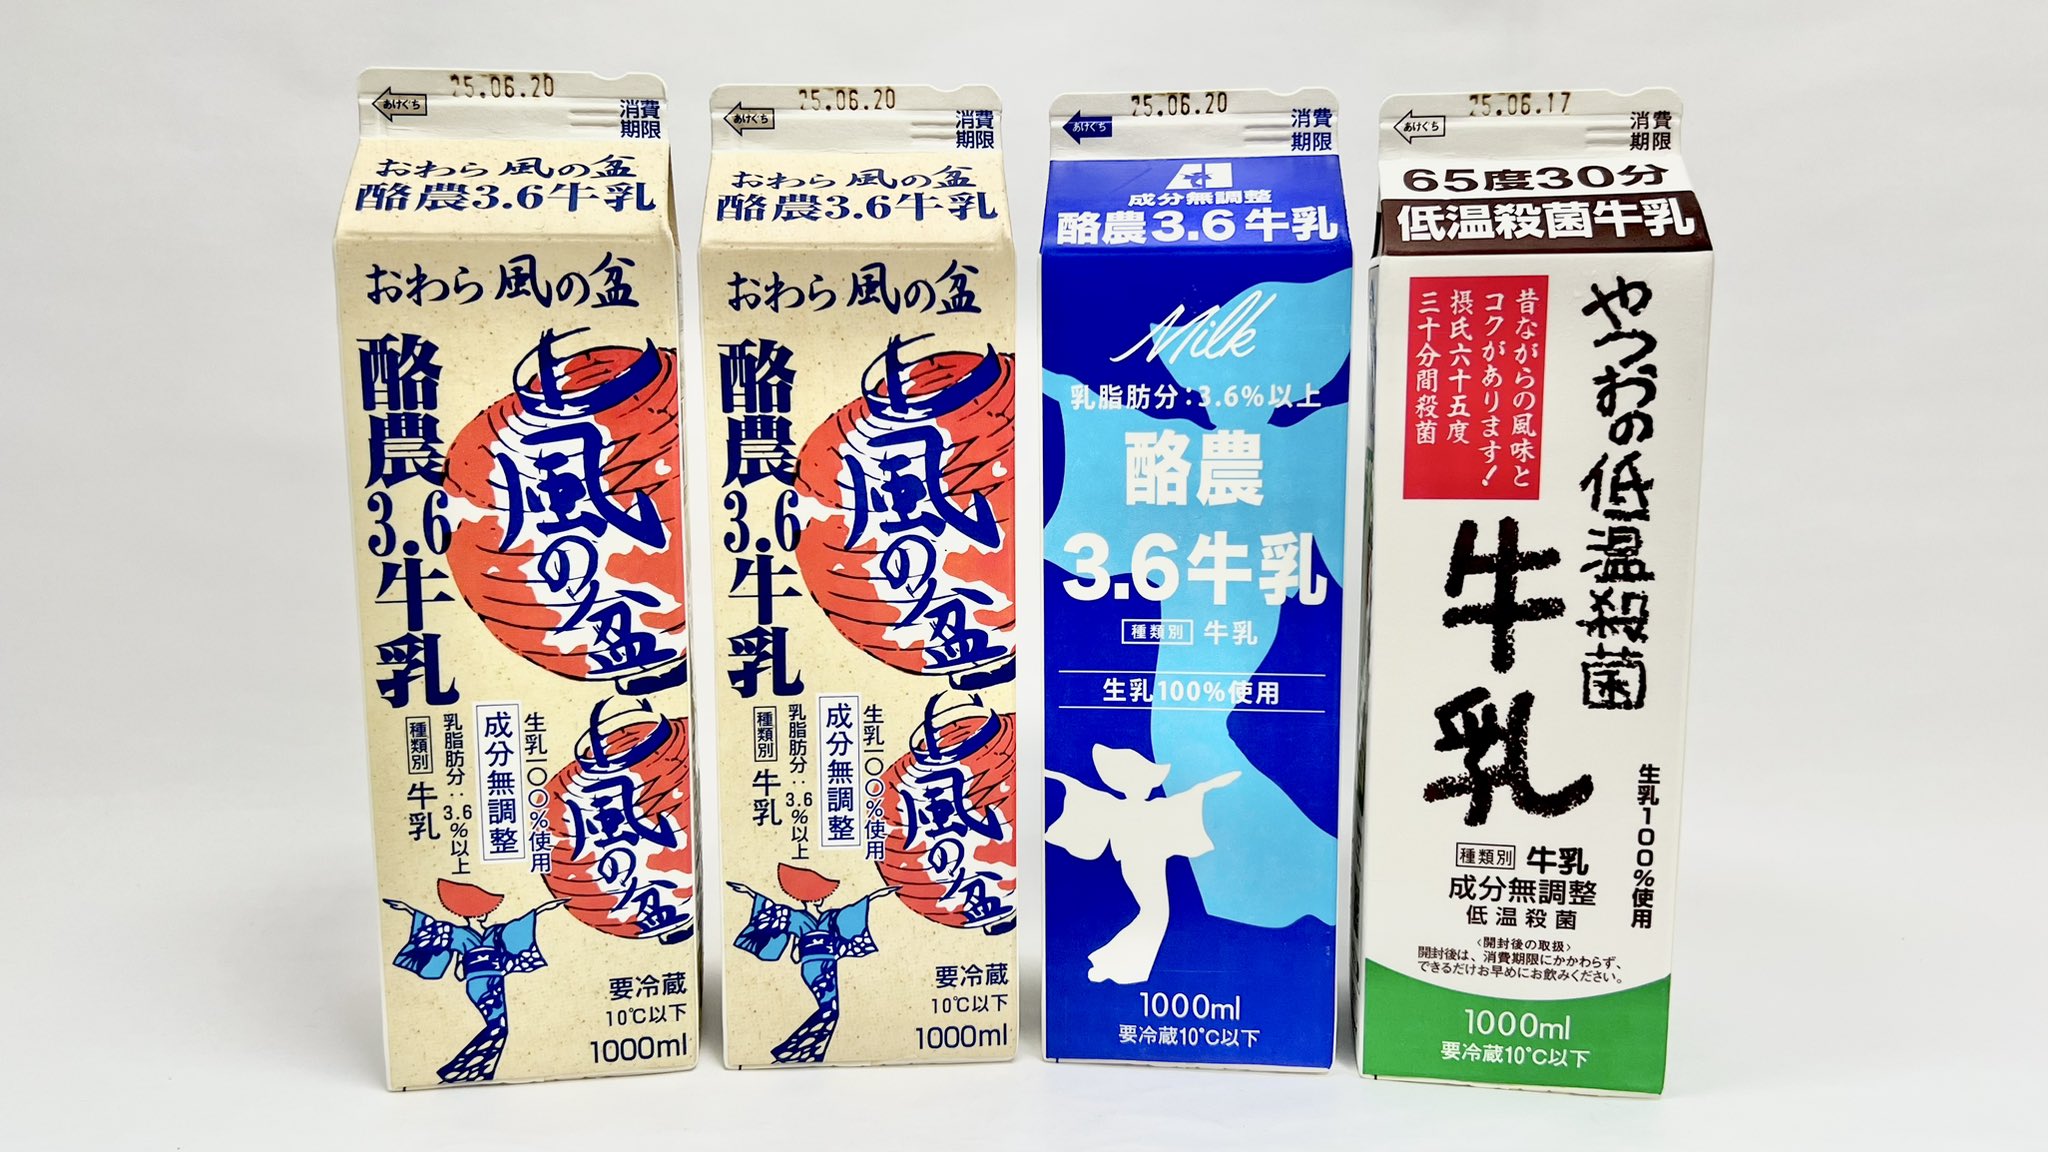 25.06.20
あけぐち
消費
期限
おわら 風の盆
酪農3.6牛乳
おわら 風の盆
酪農3.6牛乳
風の盆
生乳一〇〇%使用
成分無調整
乳脂肪分:3.6%以上
種類別 牛乳
風の盆
要冷蔵
10℃以下
1000ml
25.06.20
あけぐち
消費
期限
おわら 風の盆
酪農3.6牛乳
おわら 風の盆
酪農3.6牛乳
風の盆
生乳一〇〇%使用
成分無調整
乳脂肪分:3.6%以上
種類別 牛乳
風の盆
要冷蔵
10℃以下
1000ml
25.06.20
あけぐち
消費
期限
成分無調整
酪農3.6牛乳
Milk
乳脂肪分:3.6%以上
酪農
3.6牛乳
種類別 牛乳
生乳100%使用
1000ml
要冷蔵10℃以下
25.06.17
あけぐち
消費
期限
65度30分
低温殺菌牛乳
やつおの低温殺菌
牛乳
昔ながらの風味と
コクがあります!
摂氏六十五度
三十分間殺菌
生乳100%使用
種類別 牛乳
成分無調整
低温殺菌
〈開封後の取扱〉
開封後は、消費期限にかかわらず、
できるだけお早めにお飲みください。
1000ml
要冷蔵10℃以下